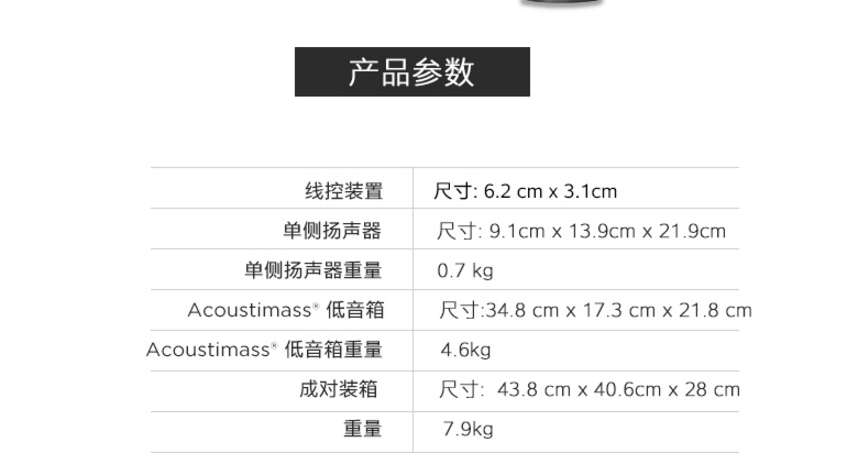 产品参数
线控装置 尺寸: 6.2 cm x 3.1cm
单侧扬声器 尺寸: 9.1cm x 13.9cm x 21.9cm
单侧扬声器重量 0.7 kg
Acoustimass® 低音箱 尺寸:34.8 cm x 17.3 cm x 21.8 cm
Acoustimass® 低音箱重量 4.6kg
成对装箱 尺寸: 43.8 cm x 40.6cm x 28 cm
重量 7.9kg